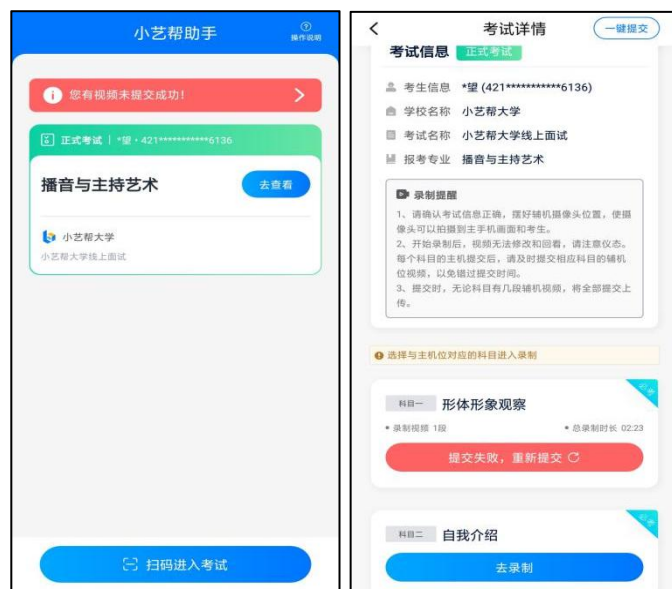 小艺帮助手
操作说明
您有视频未提交成功!
正式考试 | *望·421***********6136
播音与主持艺术
去查看
小艺帮大学
小艺帮大学线上面试
扫码进入考试
考试详情
一键提交
考试信息 正式考试
考生信息 *望 (421***********6136)
学校名称 小艺帮大学
考试名称 小艺帮大学线上面试
报考专业 播音与主持艺术
录制提醒
1、请确认考试信息正确，摆好辅机摄像头位置，使摄
像头可以拍摄到主手机画面和考生。
2、开始录制后，视频无法修改和回看，请注意仪态。
每个科目的主机提交后，请及时提交相应科目的辅机
位视频，以免错过提交时间。
3、提交时，无论科目有几段辅机视频，将全部提交上
传。
选择与主机位对应的科目进入录制
科目一 形体形象观察
• 录制视频 1段 • 总录制时长 02:23
提交失败，重新提交
科目二 自我介绍
去录制